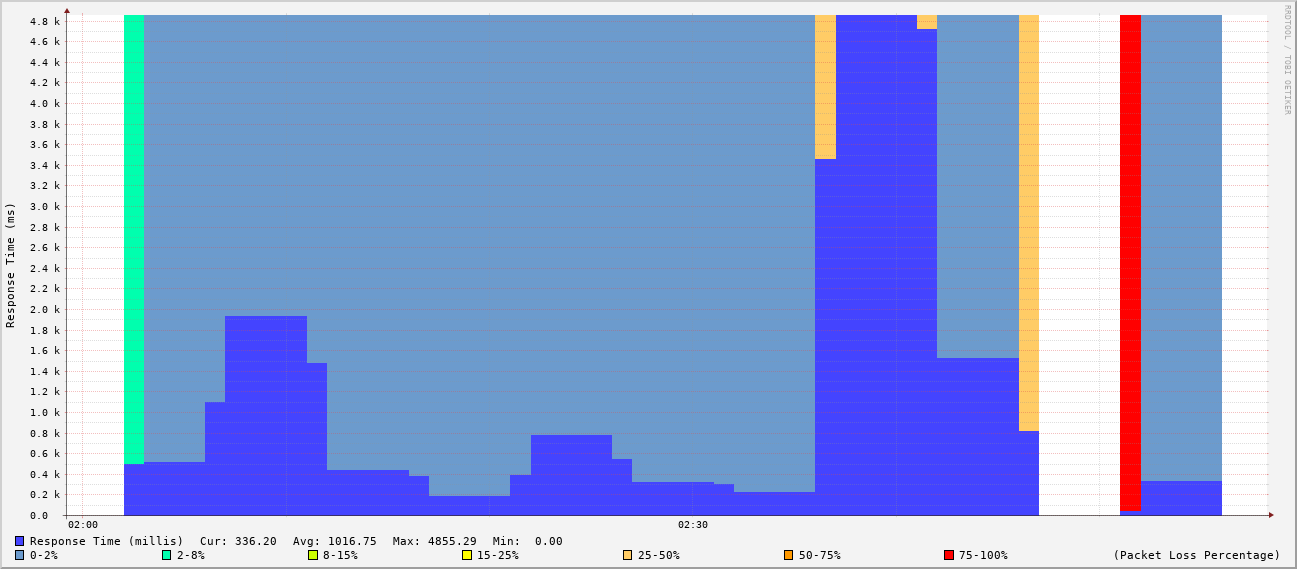 RRDTOOL / TOBI OETIKER
Response Time (ms)
4.8 k
4.6 k
4.4 k
4.2 k
4.0 k
3.8 k
3.6 k
3.4 k
3.2 k
3.0 k
2.8 k
2.6 k
2.4 k
2.2 k
2.0 k
1.8 k
1.6 k
1.4 k
1.2 k
1.0 k
0.8 k
0.6 k
0.4 k
0.2 k
0.0
02:00 02:30
Response Time (millis) Cur: 336.20 Avg: 1016.75 Max: 4855.29 Min: 0.00
0-2% 2-8% 8-15% 15-25% 25-50% 50-75% 75-100% (Packet Loss Percentage)